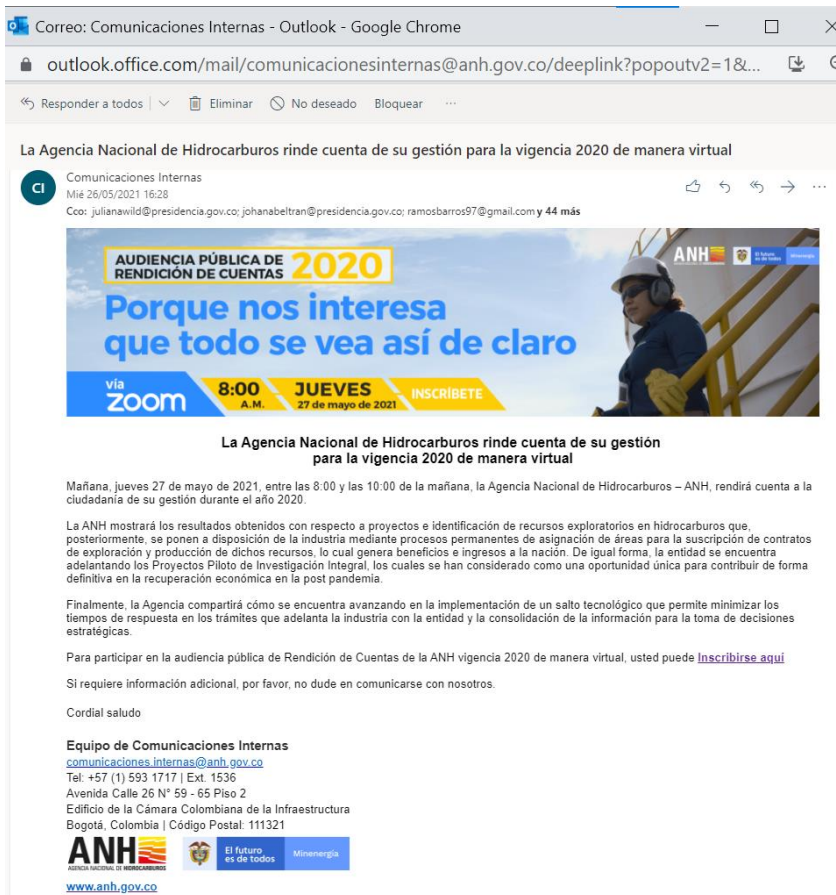 Correo: Comunicaciones Internas - Outlook - Google Chrome
outlook.office.com/mail/comunicacionesinternas@anh.gov.co/deeplink?popoutv2=1&...
Responder a todos
Eliminar
No deseado
Bloquear
La Agencia Nacional de Hidrocarburos rinde cuenta de su gestión para la vigencia 2020 de manera virtual
CI
Comunicaciones Internas
Mié 26/05/2021 16:28
Cco: julianawild@presidencia.gov.co; johanabeltran@presidencia.gov.co; ramosbarros97@gmail.com y 44 más
AUDIENCIA PÚBLICA DE
RENDICIÓN DE CUENTAS 2020
ANH
El futuro
es de todos
Minenergía
Porque nos interesa
que todo se vea así de claro
vía
zoom
8:00
A.M.
JUEVES
27 de mayo de 2021
INSCRÍBETE
La Agencia Nacional de Hidrocarburos rinde cuenta de su gestión
para la vigencia 2020 de manera virtual
Mañana, jueves 27 de mayo de 2021, entre las 8:00 y las 10:00 de la mañana, la Agencia Nacional de Hidrocarburos – ANH, rendirá cuenta a la
ciudadanía de su gestión durante el año 2020.
La ANH mostrará los resultados obtenidos con respecto a proyectos e identificación de recursos exploratorios en hidrocarburos que,
posteriormente, se ponen a disposición de la industria mediante procesos permanentes de asignación de áreas para la suscripción de contratos
de exploración y producción de dichos recursos, lo cual genera beneficios e ingresos a la nación. De igual forma, la entidad se encuentra
adelantando los Proyectos Piloto de Investigación Integral, los cuales se han considerado como una oportunidad única para contribuir de forma
definitiva en la recuperación económica en la post pandemia.
Finalmente, la Agencia compartirá cómo se encuentra avanzando en la implementación de un salto tecnológico que permite minimizar los
tiempos de respuesta en los trámites que adelanta la industria con la entidad y la consolidación de la información para la toma de decisiones
estratégicas.
Para participar en la audiencia pública de Rendición de Cuentas de la ANH vigencia 2020 de manera virtual, usted puede Inscribirse aquí
Si requiere información adicional, por favor, no dude en comunicarse con nosotros.
Cordial saludo
Equipo de Comunicaciones Internas
comunicaciones.internas@anh.gov.co
Tel: +57 (1) 593 1717 | Ext. 1536
Avenida Calle 26 N° 59 - 65 Piso 2
Edificio de la Cámara Colombiana de la Infraestructura
Bogotá, Colombia | Código Postal: 111321
ANH
AGENCIA NACIONAL DE HIDROCARBUROS
El futuro
es de todos
Minenergía
www.anh.gov.co